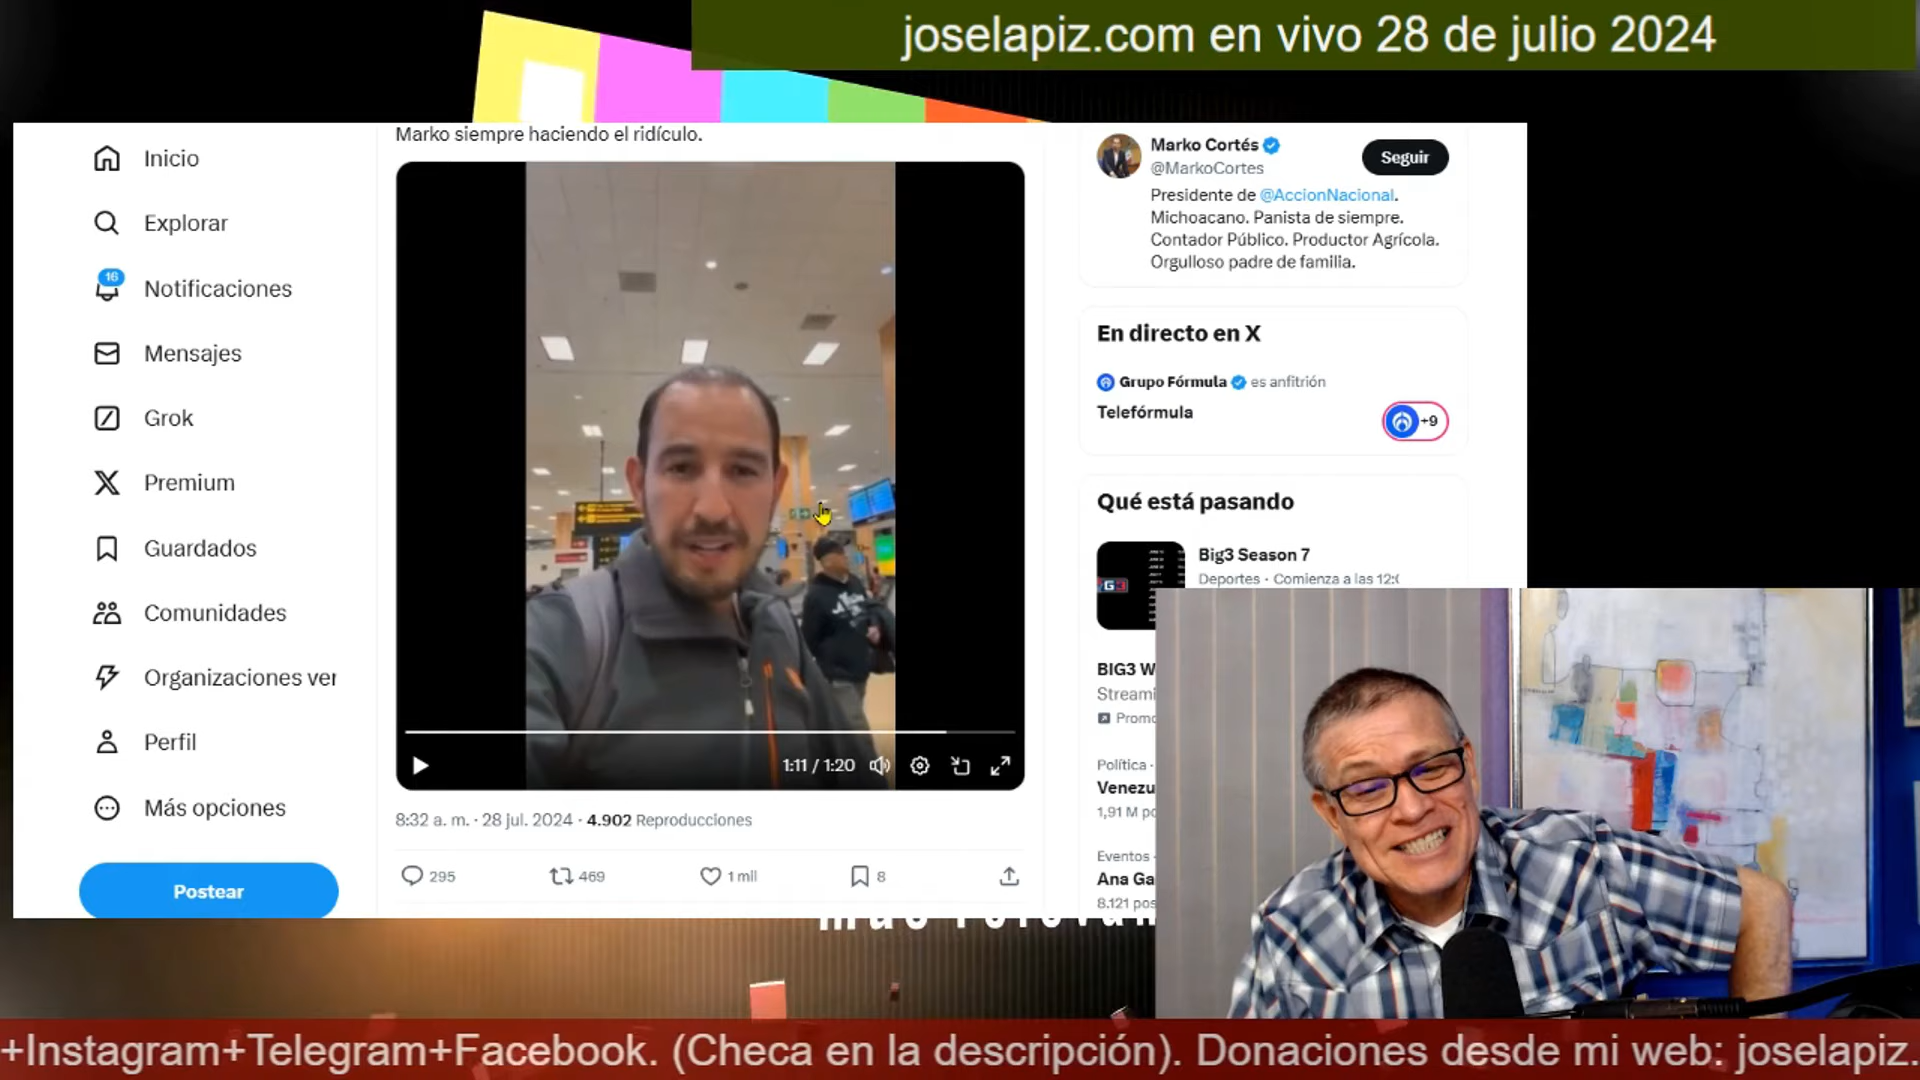 joselapiz.com en vivo 28 de julio 2024
Inicio
Explorar
16
Notificaciones
Mensajes
Grok
Premium
Guardados
Comunidades
Organizaciones ver
Perfil
Más opciones
Postear
Marko siempre haciendo el ridículo.
1:11 / 1:20
8:32 a. m. · 28 jul. 2024 · 4.902 Reproducciones
295
469
1 mil
8
Marko Cortés
@MarkoCortes
Seguir
Presidente de @AccionNacional.
Michoacano. Panista de siempre.
Contador Público. Productor Agrícola.
Orgulloso padre de familia.
En directo en X
Grupo Fórmula es anfitrión
Telefórmula
+9
Qué está pasando
Big3 Season 7
Deportes · Comienza a las 12:
BIG3 W
Streami
Promo
Política ·
Venezu
1,91 M po
Eventos ·
Ana Ga
8.121 pos
+Instagram+Telegram+Facebook. (Checa en la descripción). Donaciones desde mi web: joselapiz.